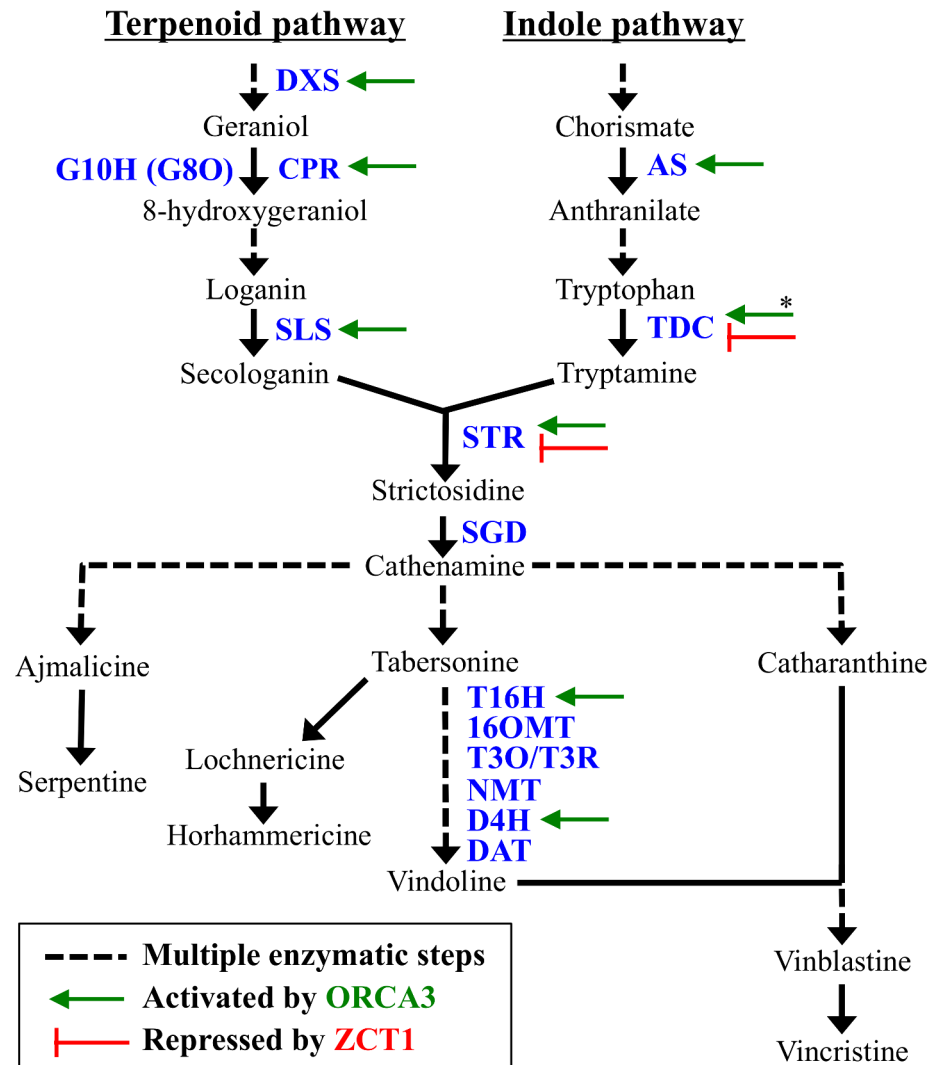 Terpenoid pathway
Indole pathway
DXS
Geraniol
Chorismate
G10H (G8O)
CPR
AS
8-hydroxygeraniol
Anthranilate
Loganin
Tryptophan
*
SLS
TDC
Secologanin
Tryptamine
STR
Strictosidine
SGD
Cathenamine
Ajmalicine
Tabersonine
Catharanthine
T16H
16OMT
T3O/T3R
NMT
D4H
DAT
Lochnericine
Serpentine
Horhammericine
Vindoline
Vinblastine
Vincristine
Multiple enzymatic steps
Activated by ORCA3
Repressed by ZCT1